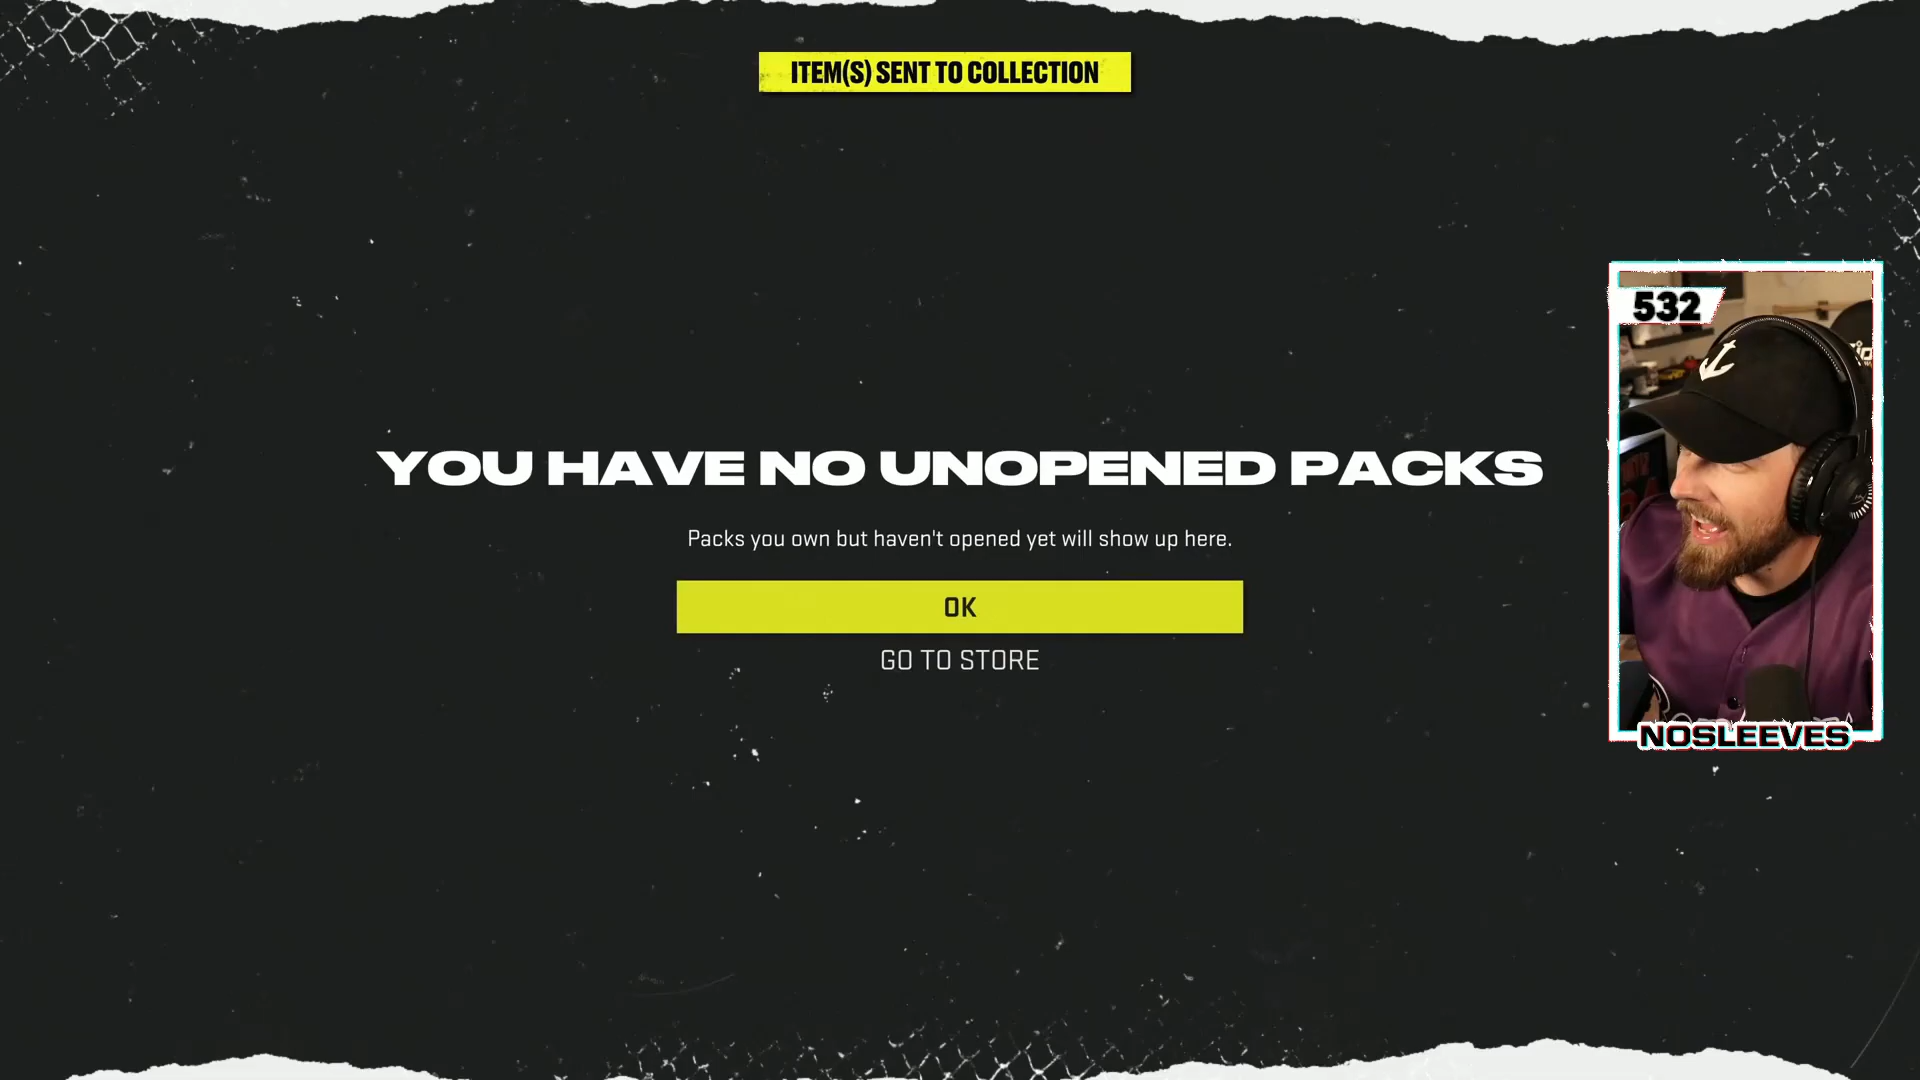 ITEM(S) SENT TO COLLECTION
532
YOU HAVE NO UNOPENED PACKS
Packs you own but haven't opened yet will show up here.
OK
GO TO STORE
NOSLEEVES